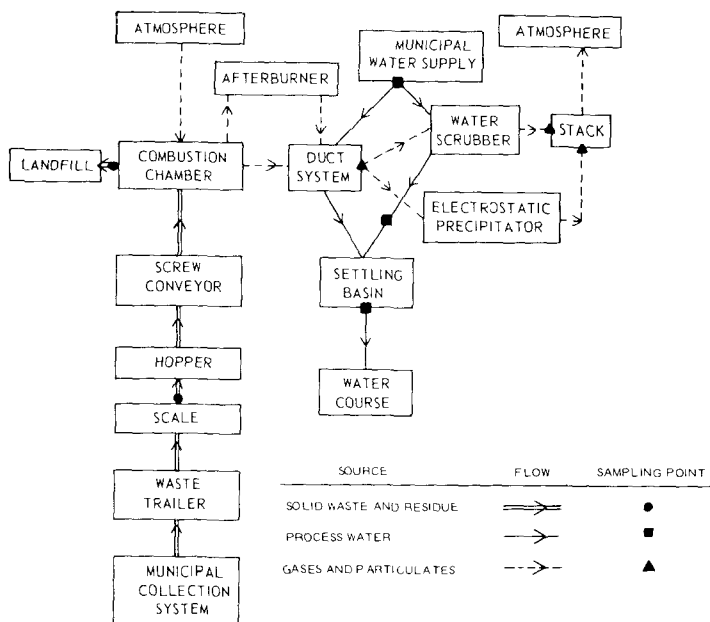 ATMOSPHERE
MUNICIPAL
WATER SUPPLY
ATMOSPHERE
AFTERBURNER
WATER
SCRUBBER
STACK
LANDFILL
COMBUSTION
CHAMBER
DUCT
SYSTEM
ELECTROSTATIC
PRECIPITATOR
SCREW
CONVEYOR
SETTLING
BASIN
HOPPER
WATER
COURSE
SCALE
WASTE
TRAILER
MUNICIPAL
COLLECTION
SYSTEM
SOURCE FLOW SAMPLING POINT
SOLID WASTE AND RESIDUE
PROCESS WATER
GASES AND PARTICULATES